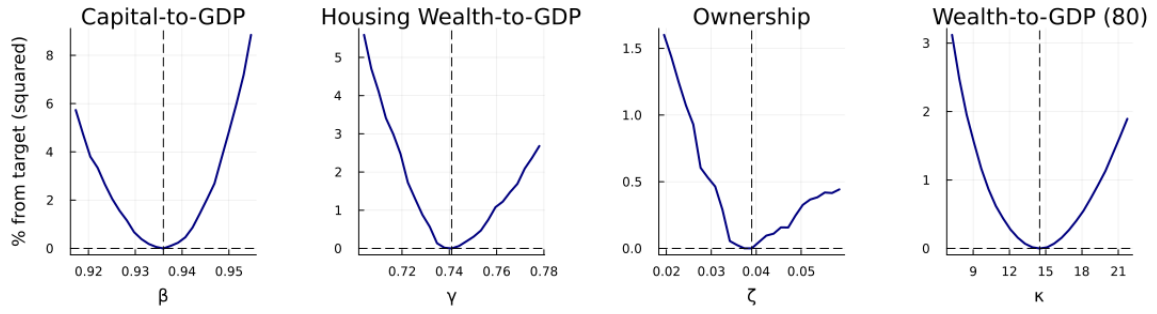 Capital-to-GDP
Housing Wealth-to-GDP
Ownership
Wealth-to-GDP (80)
% from target (squared)
8
6
4
2
0
0.92 0.93 0.94 0.95
β
5
4
3
2
1
0
0.72 0.74 0.76 0.78
γ
1.5
1.0
0.5
0.0
0.02 0.03 0.04 0.05
ζ
3
2
1
0
9 12 15 18 21
κ